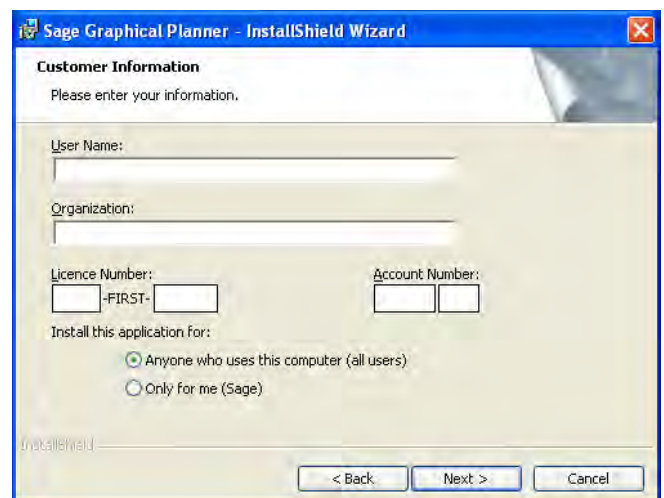 Sage Graphical Planner - InstallShield Wizard
Customer Information
Please enter your information.
User Name:
Organization:
Licence Number: Account Number:
-FIRST-
Install this application for:
Anyone who uses this computer (all users)
Only for me (Sage)
InstallShield
< Back Next > Cancel